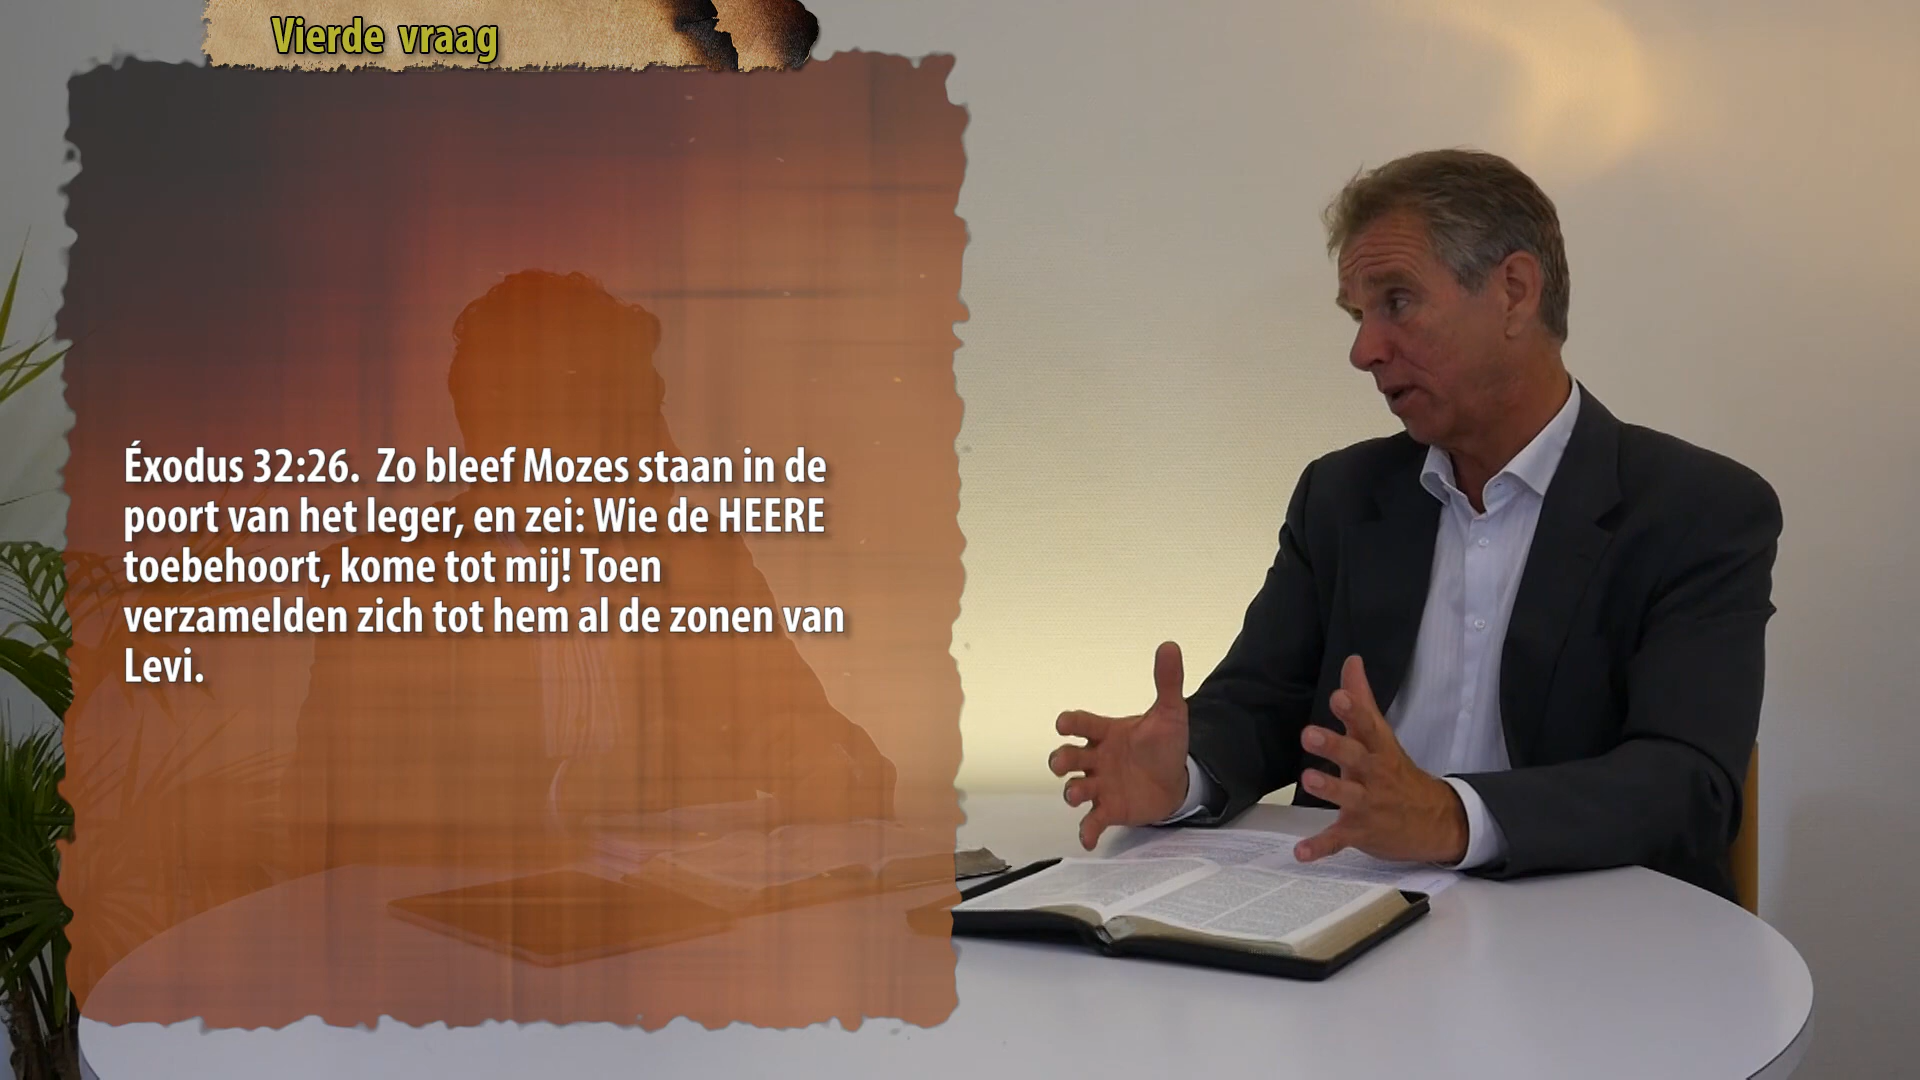 Vierde vraag
Éxodus 32:26. Zo bleef Mozes staan in de
poort van het leger, en zei: Wie de HEERE
toebehoort, kome tot mij! Toen
verzamelden zich tot hem al de zonen van
Levi.